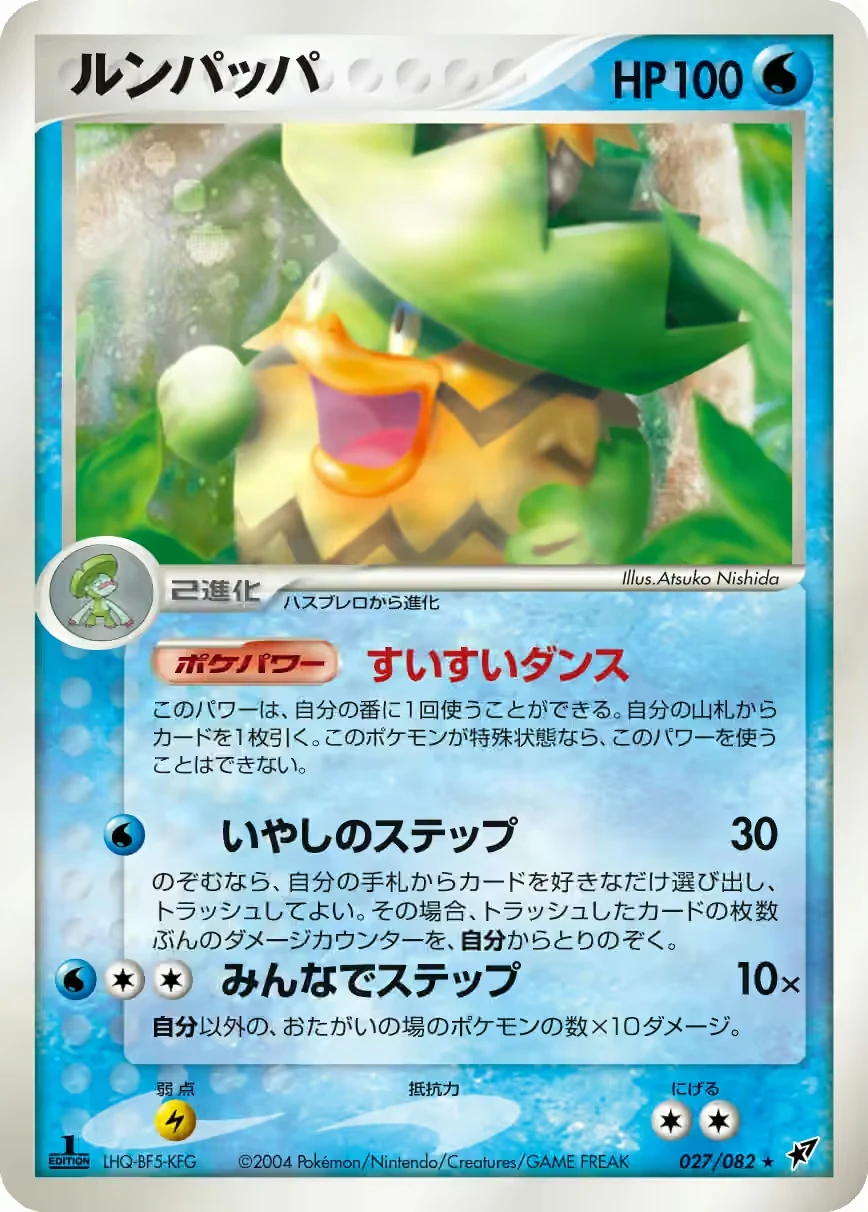 ルンパッパ HP100
Illus.Atsuko Nishida
2進化 ハスブレロから進化
ポケパワー すいすいダンス
このパワーは、自分の番に1回使うことができる。自分の山札から
カードを1枚引く。このポケモンが特殊状態なら、このパワーを使う
ことはできない。
いやしのステップ 30
のぞむなら、自分の手札からカードを好きなだけ選び出し、
トラッシュしてよい。その場合、トラッシュしたカードの枚数
ぶんのダメージカウンターを、自分からとりのぞく。
みんなでステップ 10×
自分以外の、おたがいの場のポケモンの数×10ダメージ。
弱点 抵抗力 にげる
1 EDITION LHQ-BF5-KFG ©2004 Pokémon/Nintendo/Creatures/GAME FREAK 027/082 ★